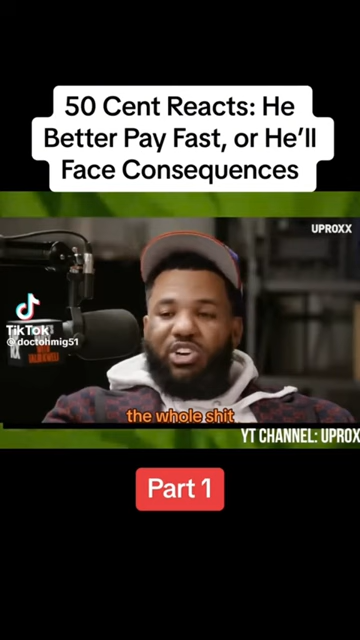 50 Cent Reacts: He
Better Pay Fast, or He’ll
Face Consequences
UPROXX
TikTok
@doctohmig51
the whole shit
YT CHANNEL: UPROX
Part 1